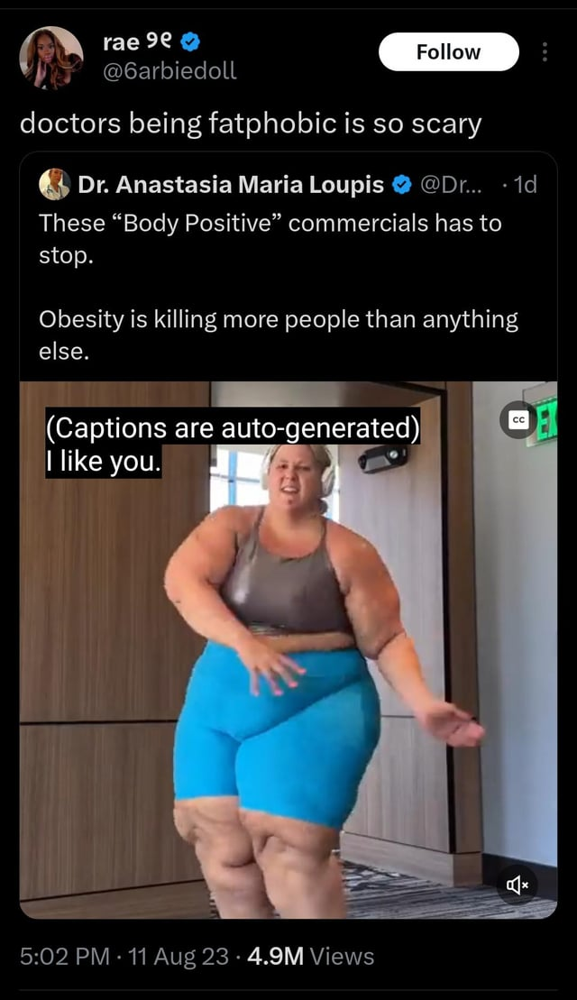 rae ୨୧
Follow
@6arbiedoll
doctors being fatphobic is so scary
Dr. Anastasia Maria Loupis @Dr... · 1d
These “Body Positive” commercials has to
stop.
Obesity is killing more people than anything
else.
(Captions are auto-generated)
I like you.
CC
EX
5:02 PM · 11 Aug 23 · 4.9M Views